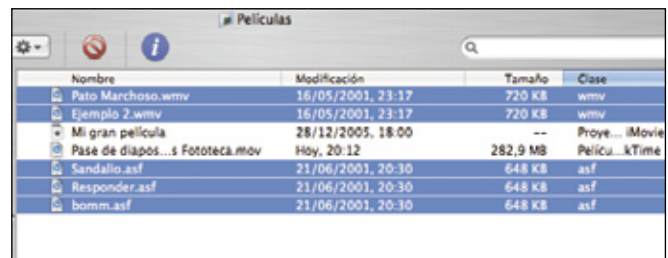 Películas
Nombre Modificación Tamaño Clase
Pato Marchoso.wmv 16/05/2001, 23:17 720 KB wmv
Ejemplo 2.wmv 16/05/2001, 23:17 720 KB wmv
Mi gran película 28/12/2005, 18:00 -- Proye... iMovie
Pase de diapos...s Fototeca.mov Hoy, 20:12 282,9 MB Pelícu...kTime
Sandalio.asf 21/06/2001, 20:30 648 KB asf
Responder.asf 21/06/2001, 20:30 648 KB asf
bomm.asf 21/06/2001, 20:30 648 KB asf